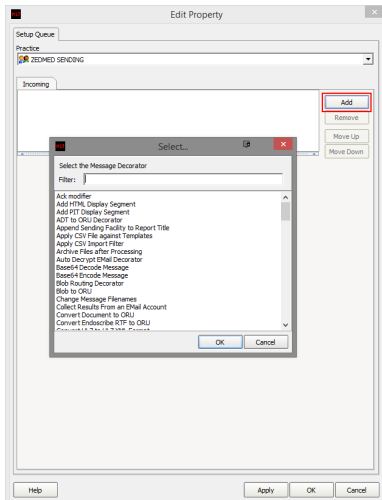 Edit Property
Setup Queue
Practice
ZEDMED SENDING
Incoming
Add
Remove
Move Up
Move Down
Select...
Select the Message Decorator
Filter:
Ack modifier
Add HTML Display Segment
Add PIT Display Segment
ADT to ORU Decorator
Append Sending Facility to Report Title
Apply CSV File against Templates
Apply CSV Import Filter
Archive Files after Processing
Auto Decrypt EMail Decorator
Base64 Decode Message
Base64 Encode Message
Blob Routing Decorator
Blob to ORU
Change Message Filenames
Collect Results From an EMail Account
Convert Document to ORU
Convert Endoscribe RTF to ORU
OK
Cancel
Help
Apply
OK
Cancel